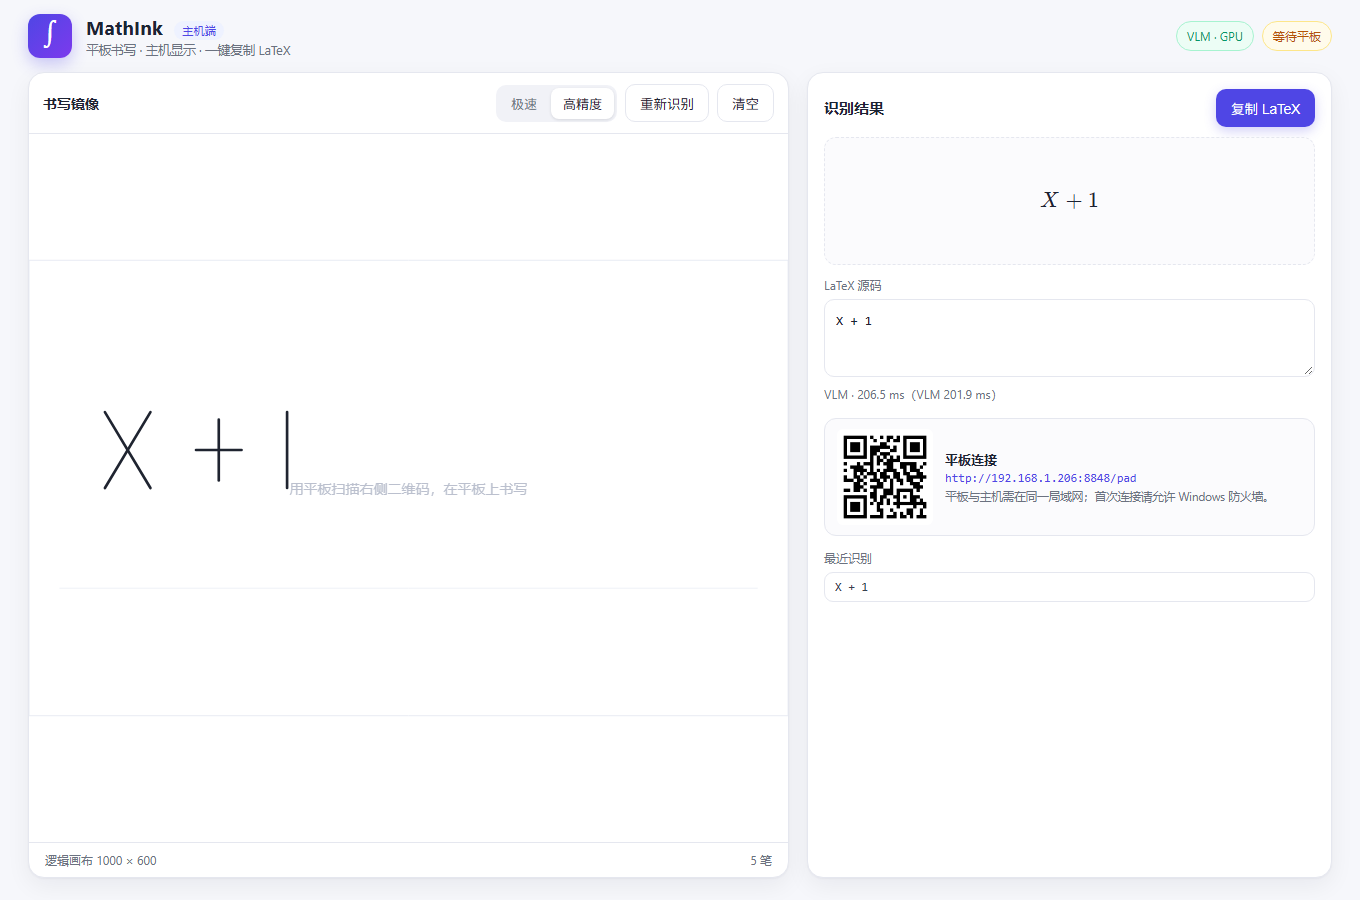 ∫ MathInk 主机端
平板书写 · 主机显示 · 一键复制 LaTeX
VLM · GPU 等待平板
书写镜像 极速 高精度 重新识别 清空
X + 1
用平板扫描右侧二维码，在平板上书写
逻辑画布 1000 × 600 5 笔
识别结果 复制 LaTeX
X + 1
LaTeX 源码
X + 1
VLM · 206.5 ms（VLM 201.9 ms）
平板连接
http://192.168.1.206:8848/pad
平板与主机需在同一局域网；首次连接请允许 Windows 防火墙。
最近识别
X + 1